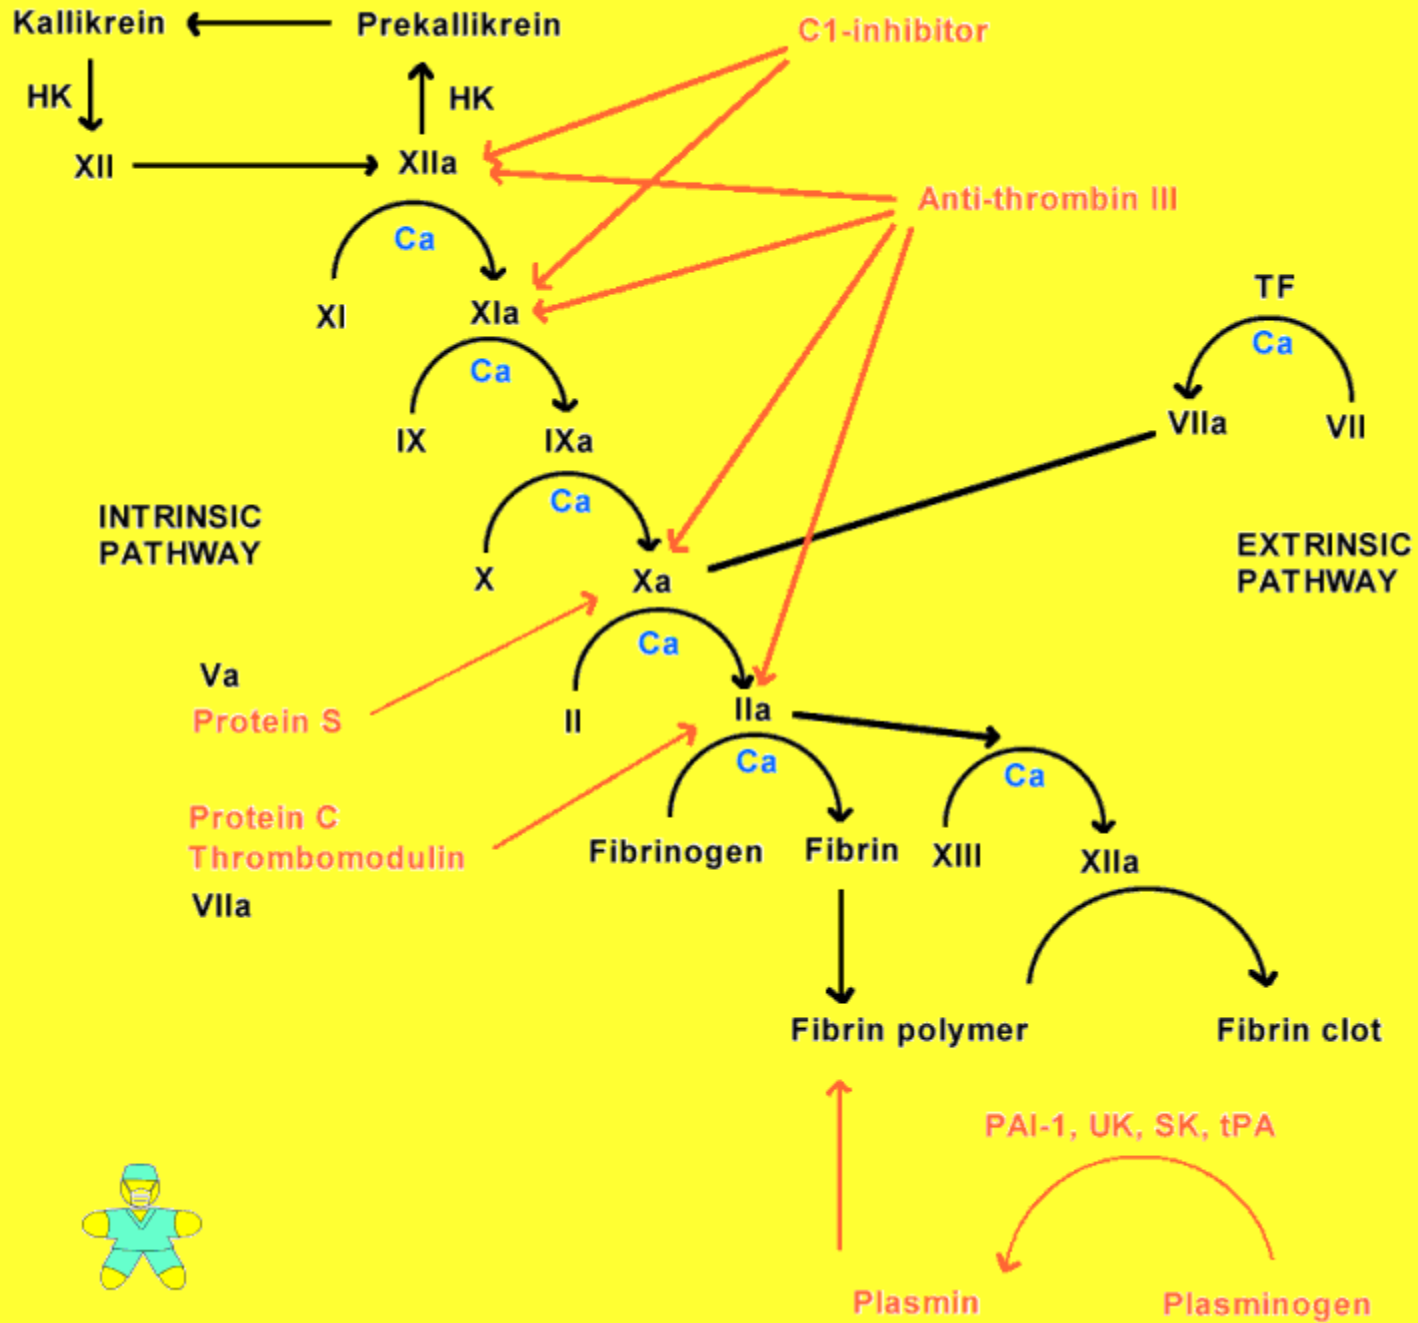 Kallikrein
Prekallikrein
C1-inhibitor
HK
HK
XII
XIIa
Anti-thrombin III
Ca
TF
XI
XIa
Ca
Ca
VIIa
VII
IX
IXa
Ca
INTRINSIC
PATHWAY
EXTRINSIC
PATHWAY
X
Xa
Ca
Va
Protein S
II
IIa
Ca
Ca
Protein C
Thrombomodulin
VIIa
Fibrinogen
Fibrin
XIII
XIIa
Fibrin polymer
Fibrin clot
PAI-1, UK, SK, tPA
Plasmin
Plasminogen